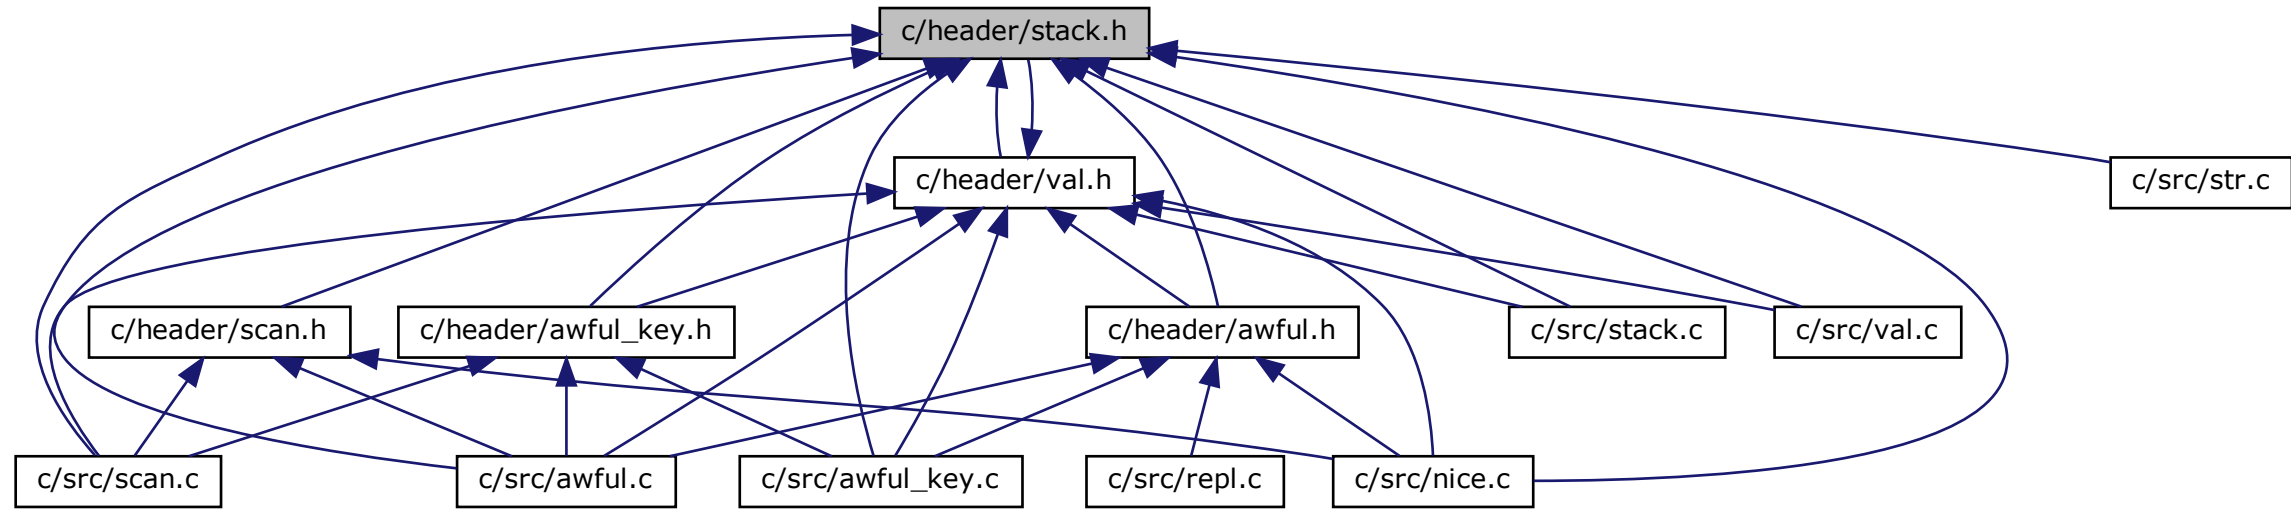 c/header/stack.h
c/header/val.h
c/src/str.c
c/header/scan.h
c/header/awful_key.h
c/header/awful.h
c/src/stack.c
c/src/val.c
c/src/scan.c
c/src/awful.c
c/src/awful_key.c
c/src/repl.c
c/src/nice.c